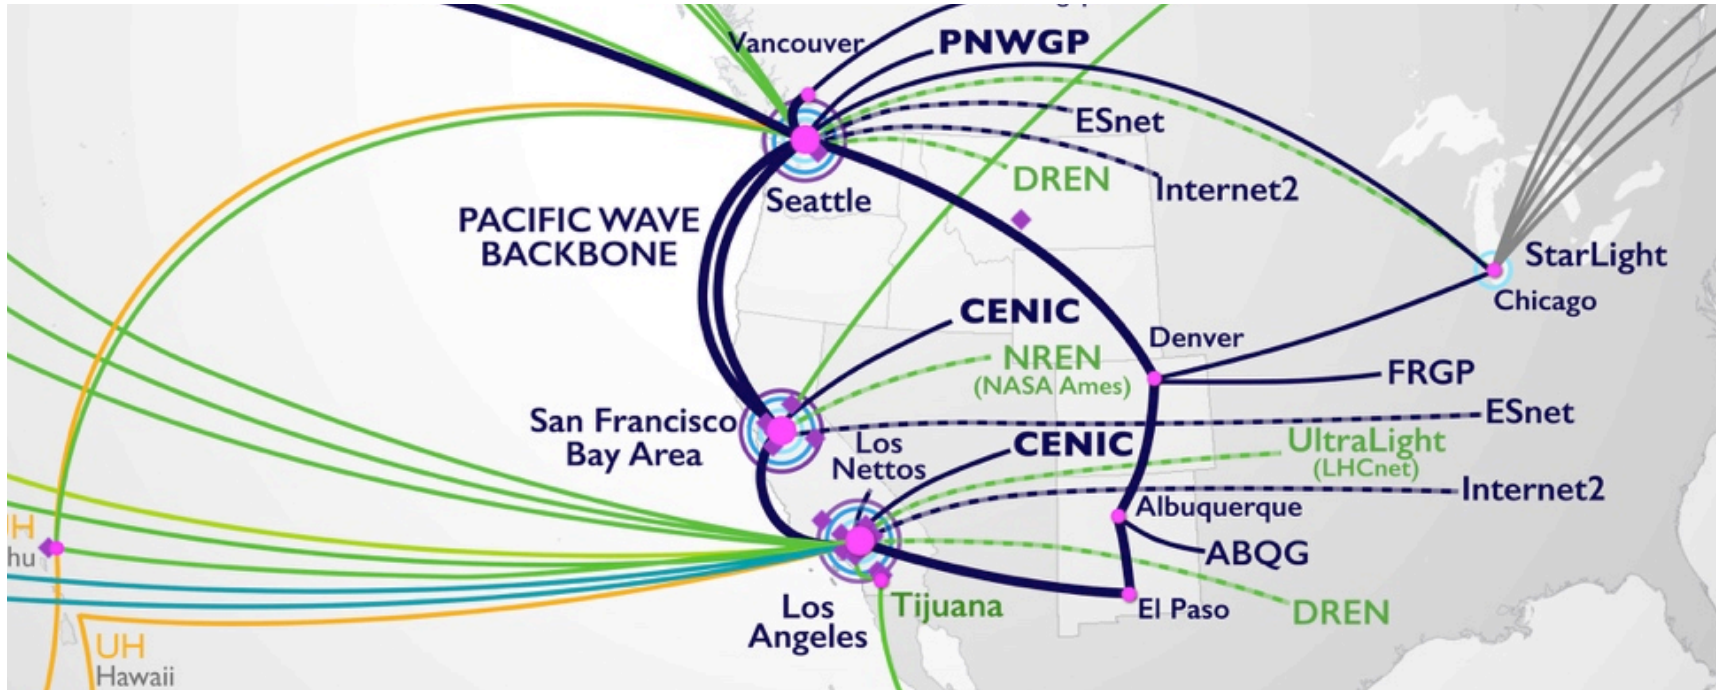 Vancouver
PNWGP
ESnet
DREN
Internet2
Seattle
PACIFIC WAVE
BACKBONE
StarLight
Chicago
CENIC
Denver
NREN
(NASA Ames)
FRGP
San Francisco
Bay Area
ESnet
Los
Nettos
CENIC
UltraLight
(LHCnet)
Internet2
Albuquerque
ABQG
H
hu
Los
Angeles
Tijuana
El Paso
DREN
UH
Hawaii